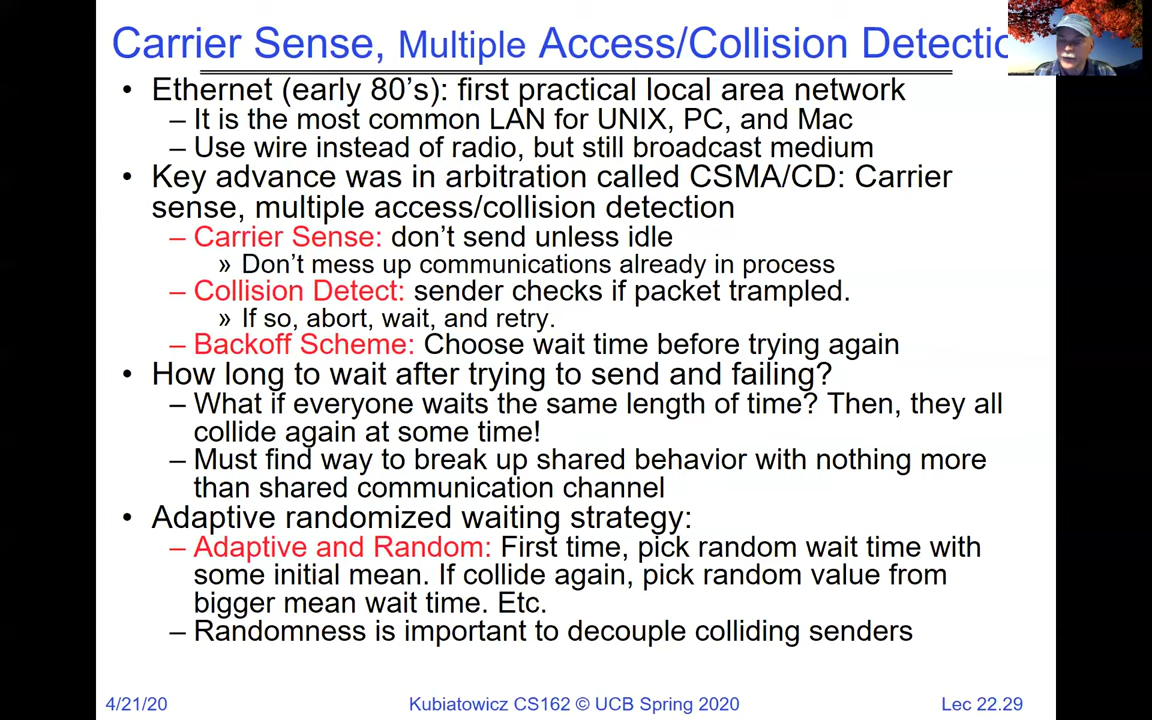 Carrier Sense, Multiple Access/Collision Detectio
• Ethernet (early 80's): first practical local area network
– It is the most common LAN for UNIX, PC, and Mac
– Use wire instead of radio, but still broadcast medium
• Key advance was in arbitration called CSMA/CD: Carrier
sense, multiple access/collision detection
– Carrier Sense: don't send unless idle
» Don't mess up communications already in process
– Collision Detect: sender checks if packet trampled.
» If so, abort, wait, and retry.
– Backoff Scheme: Choose wait time before trying again
• How long to wait after trying to send and failing?
– What if everyone waits the same length of time? Then, they all
collide again at some time!
– Must find way to break up shared behavior with nothing more
than shared communication channel
• Adaptive randomized waiting strategy:
– Adaptive and Random: First time, pick random wait time with
some initial mean. If collide again, pick random value from
bigger mean wait time. Etc.
– Randomness is important to decouple colliding senders
4/21/20
Kubiatowicz CS162 © UCB Spring 2020
Lec 22.29